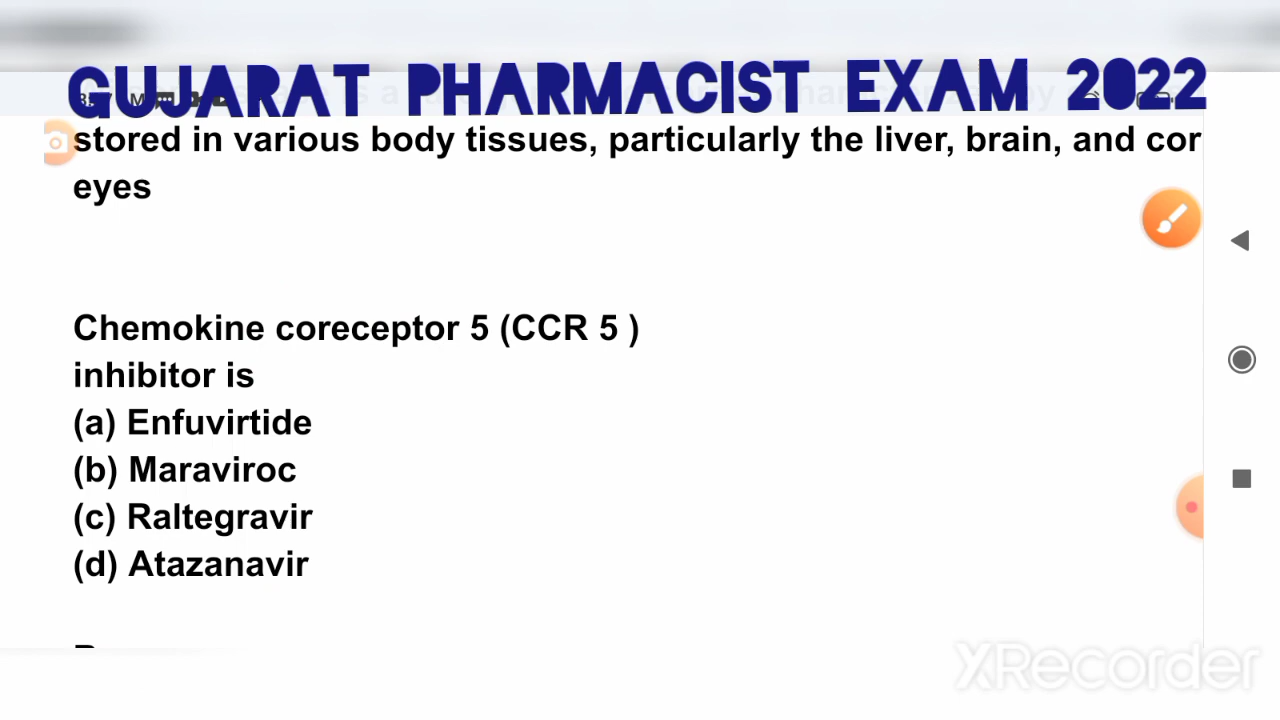 GUJARAT PHARMACIST EXAM 2022
stored in various body tissues, particularly the liver, brain, and cor
eyes
Chemokine coreceptor 5 (CCR 5 )
inhibitor is
(a) Enfuvirtide
(b) Maraviroc
(c) Raltegravir
(d) Atazanavir
XRecorder